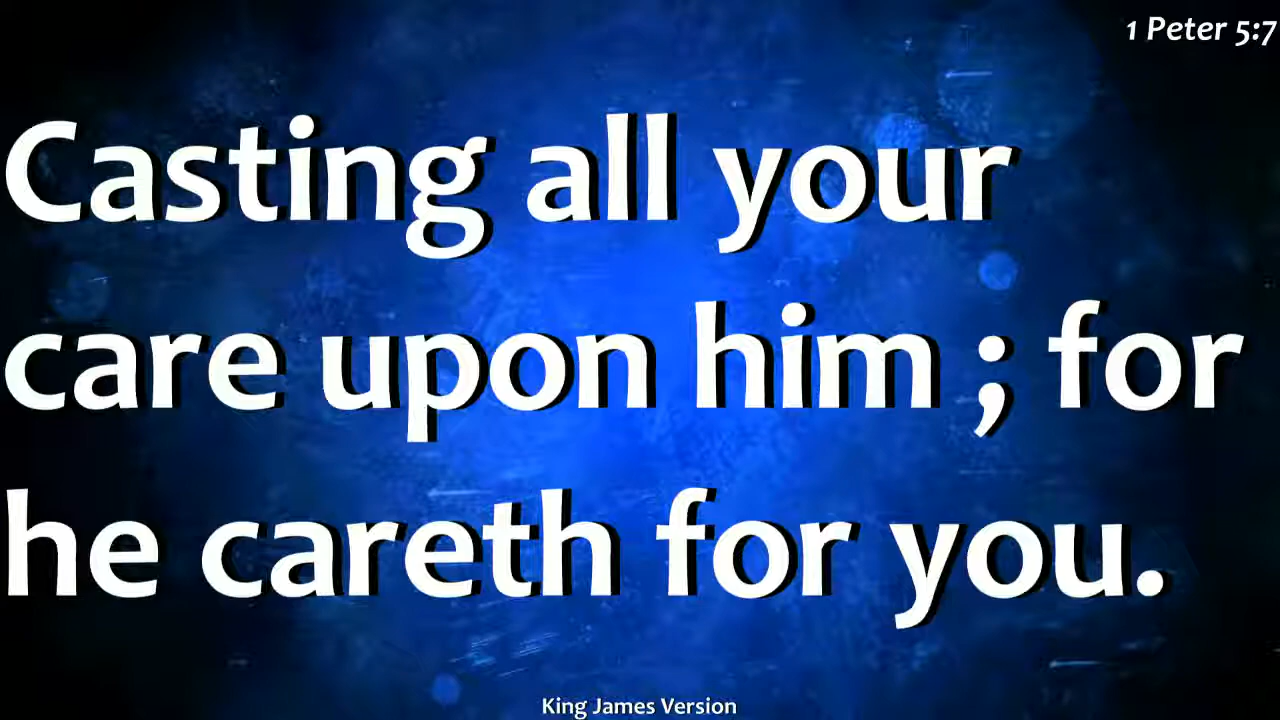 1 Peter 5:7
Casting all your
care upon him ; for
he careth for you.
King James Version